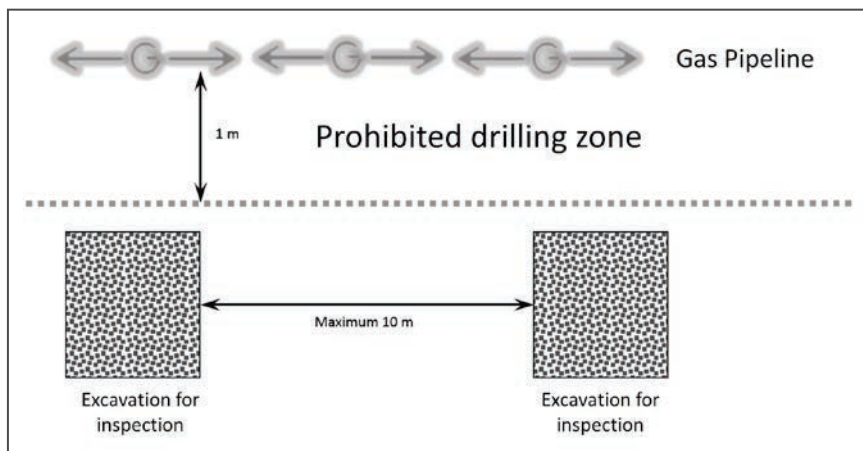 G G G Gas Pipeline
1 m
Prohibited drilling zone
Maximum 10 m
Excavation for
inspection
Excavation for
inspection